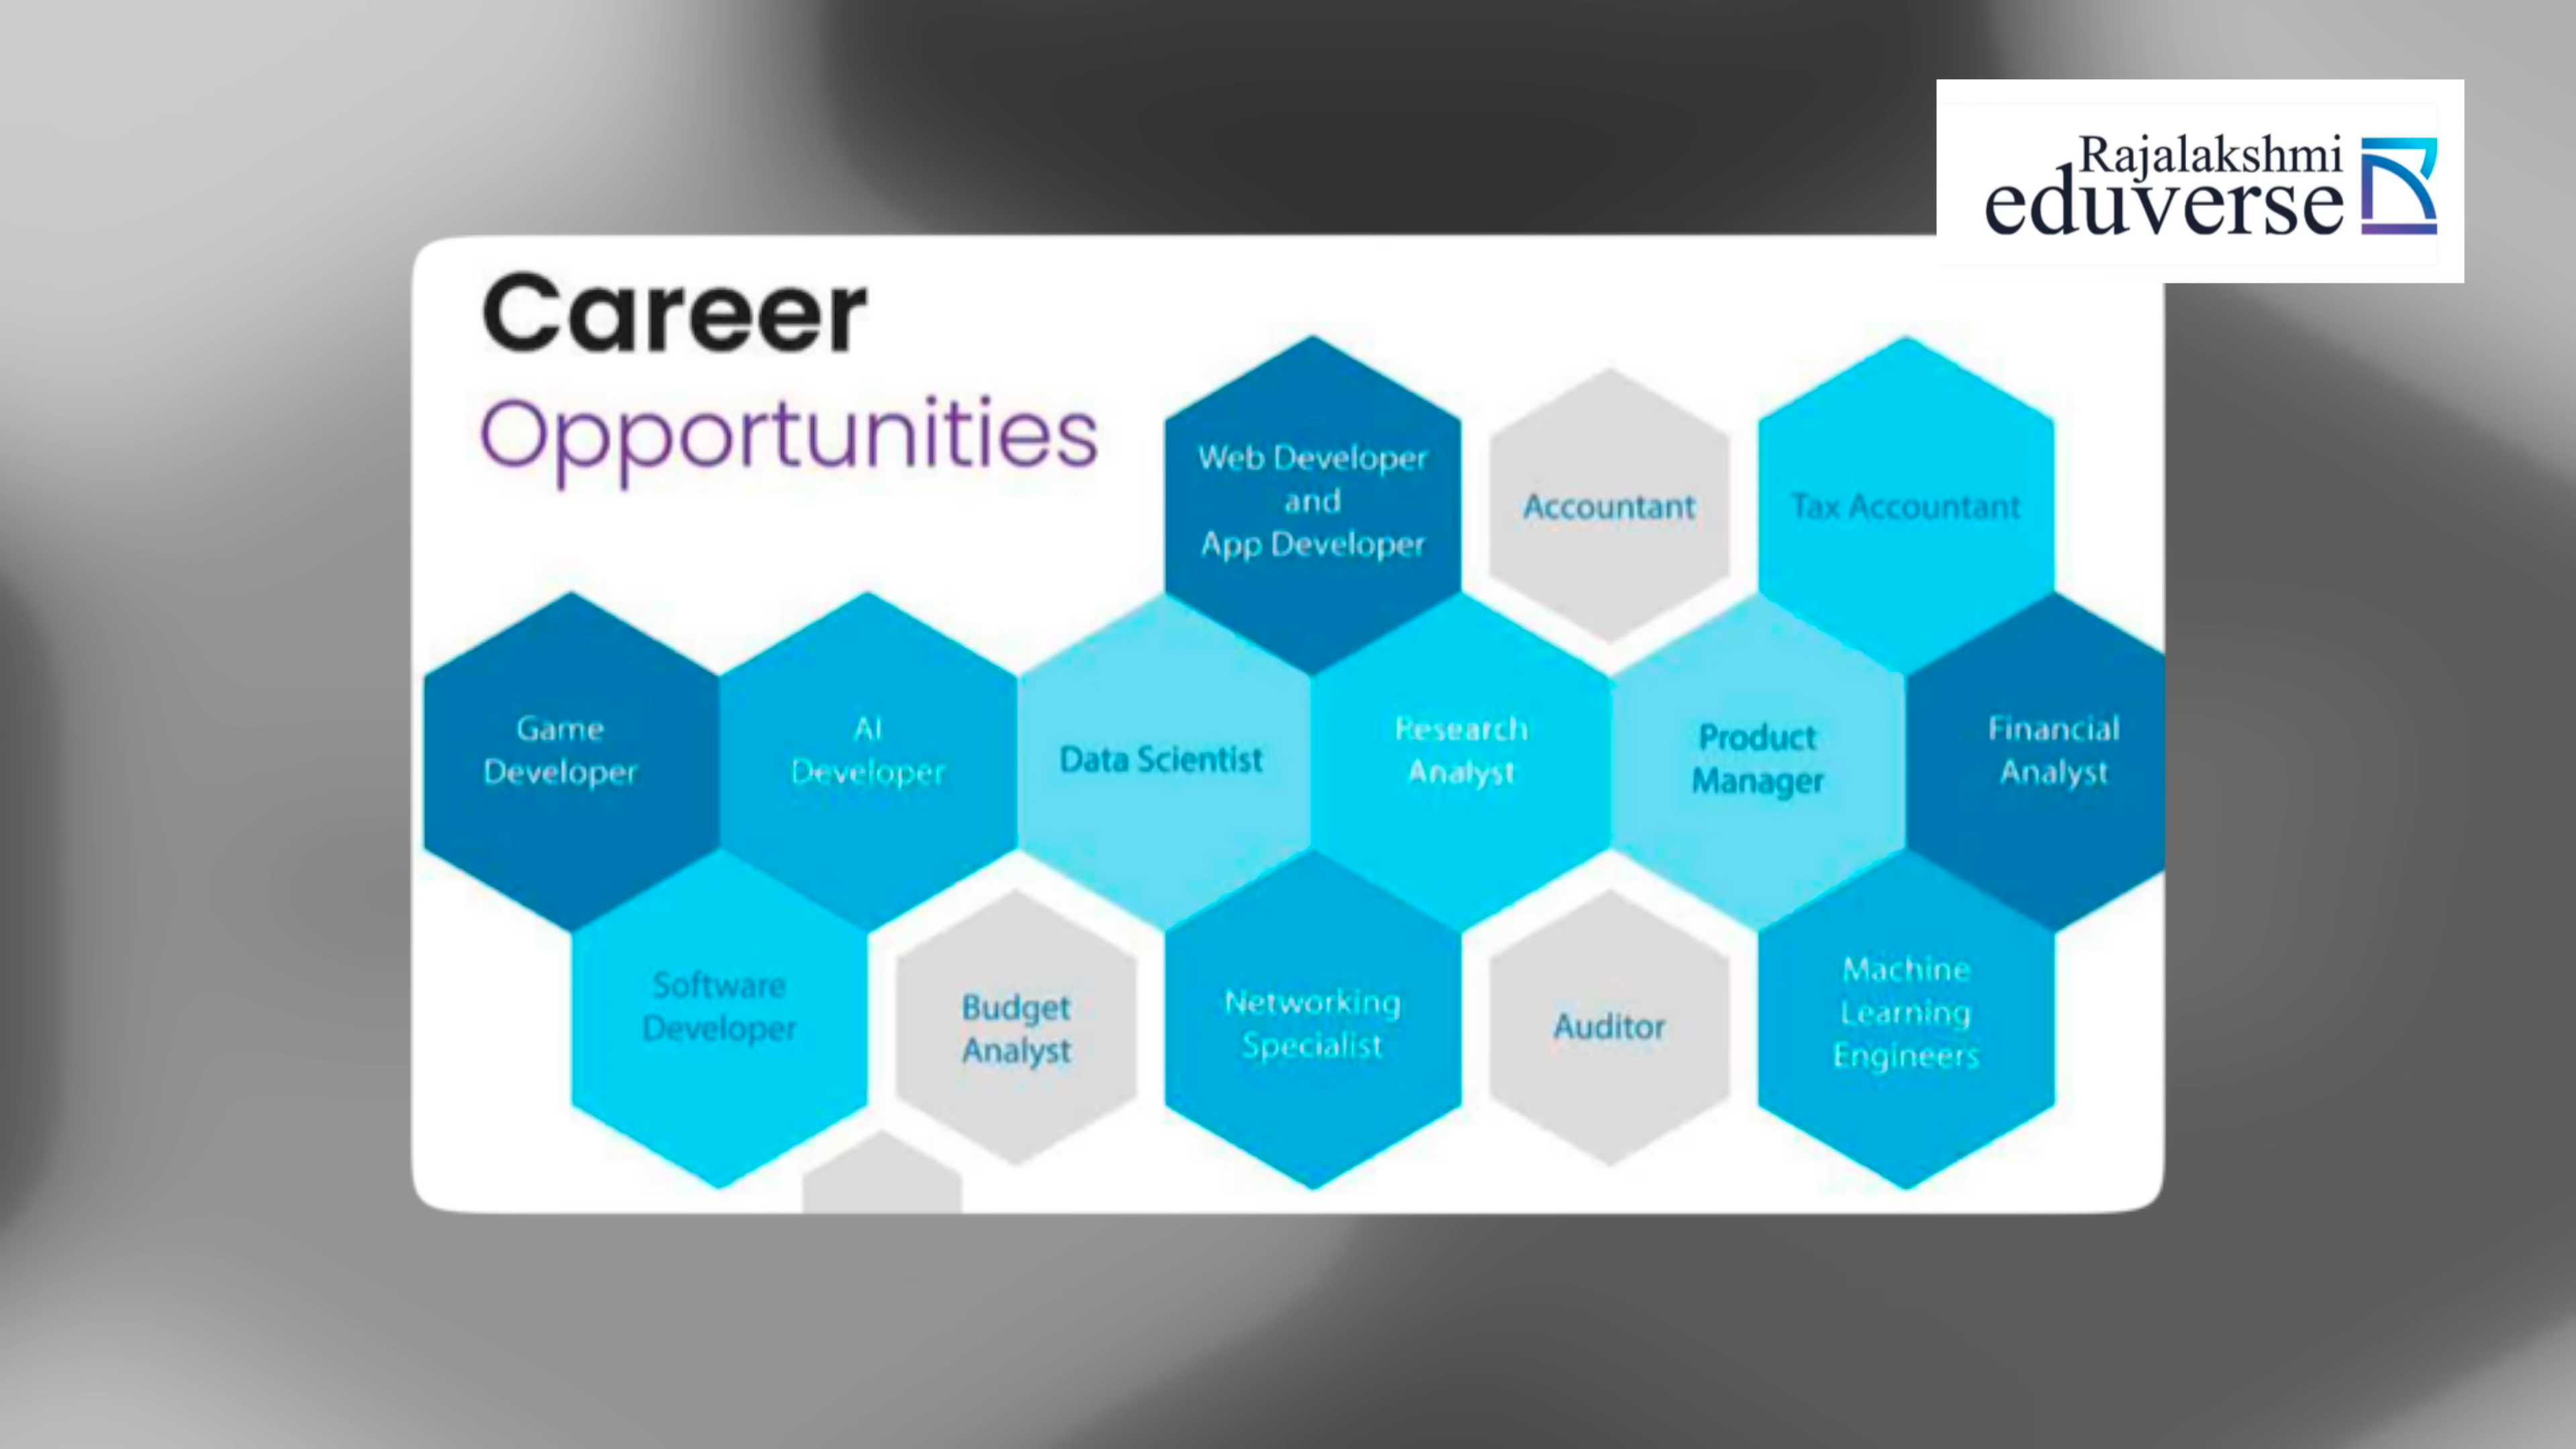 Rajalakshmi
eduverse
Career
Opportunities
Web Developer
and
App Developer
Accountant
Tax Accountant
Game
Developer
AI
Developer
Data Scientist
Research
Analyst
Product
Manager
Financial
Analyst
Software
Developer
Budget
Analyst
Networking
Specialist
Auditor
Machine
Learning
Engineers